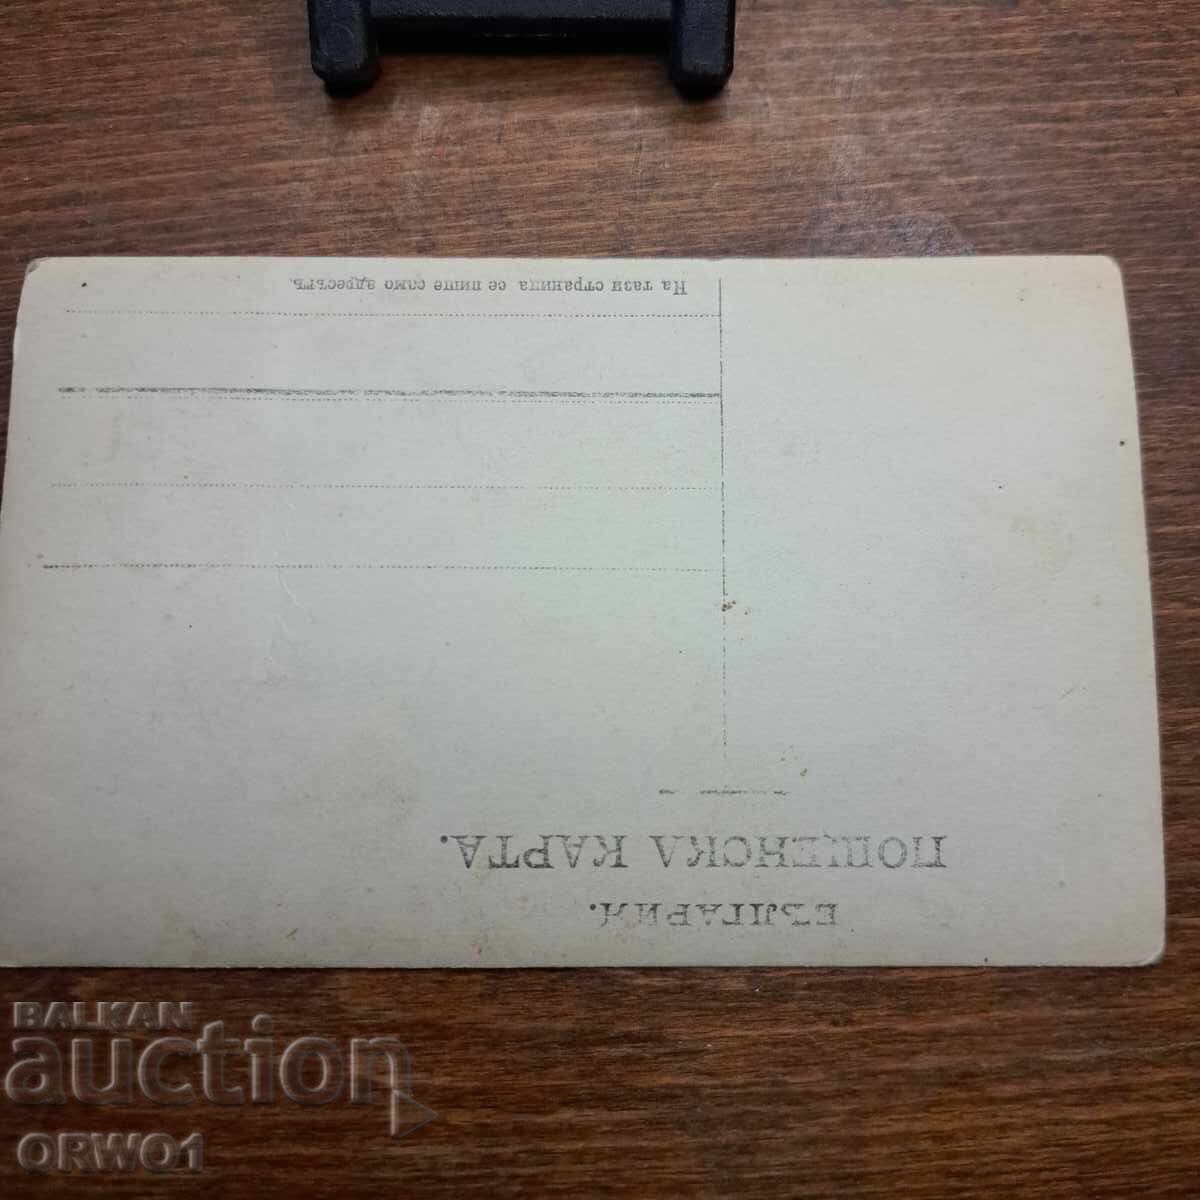 БЪЛГАРИЯ.
ПОЩЕНСКА КАРТА.
На тази страница се пише само адресътъ.
BALKAN
auction
ORWO1